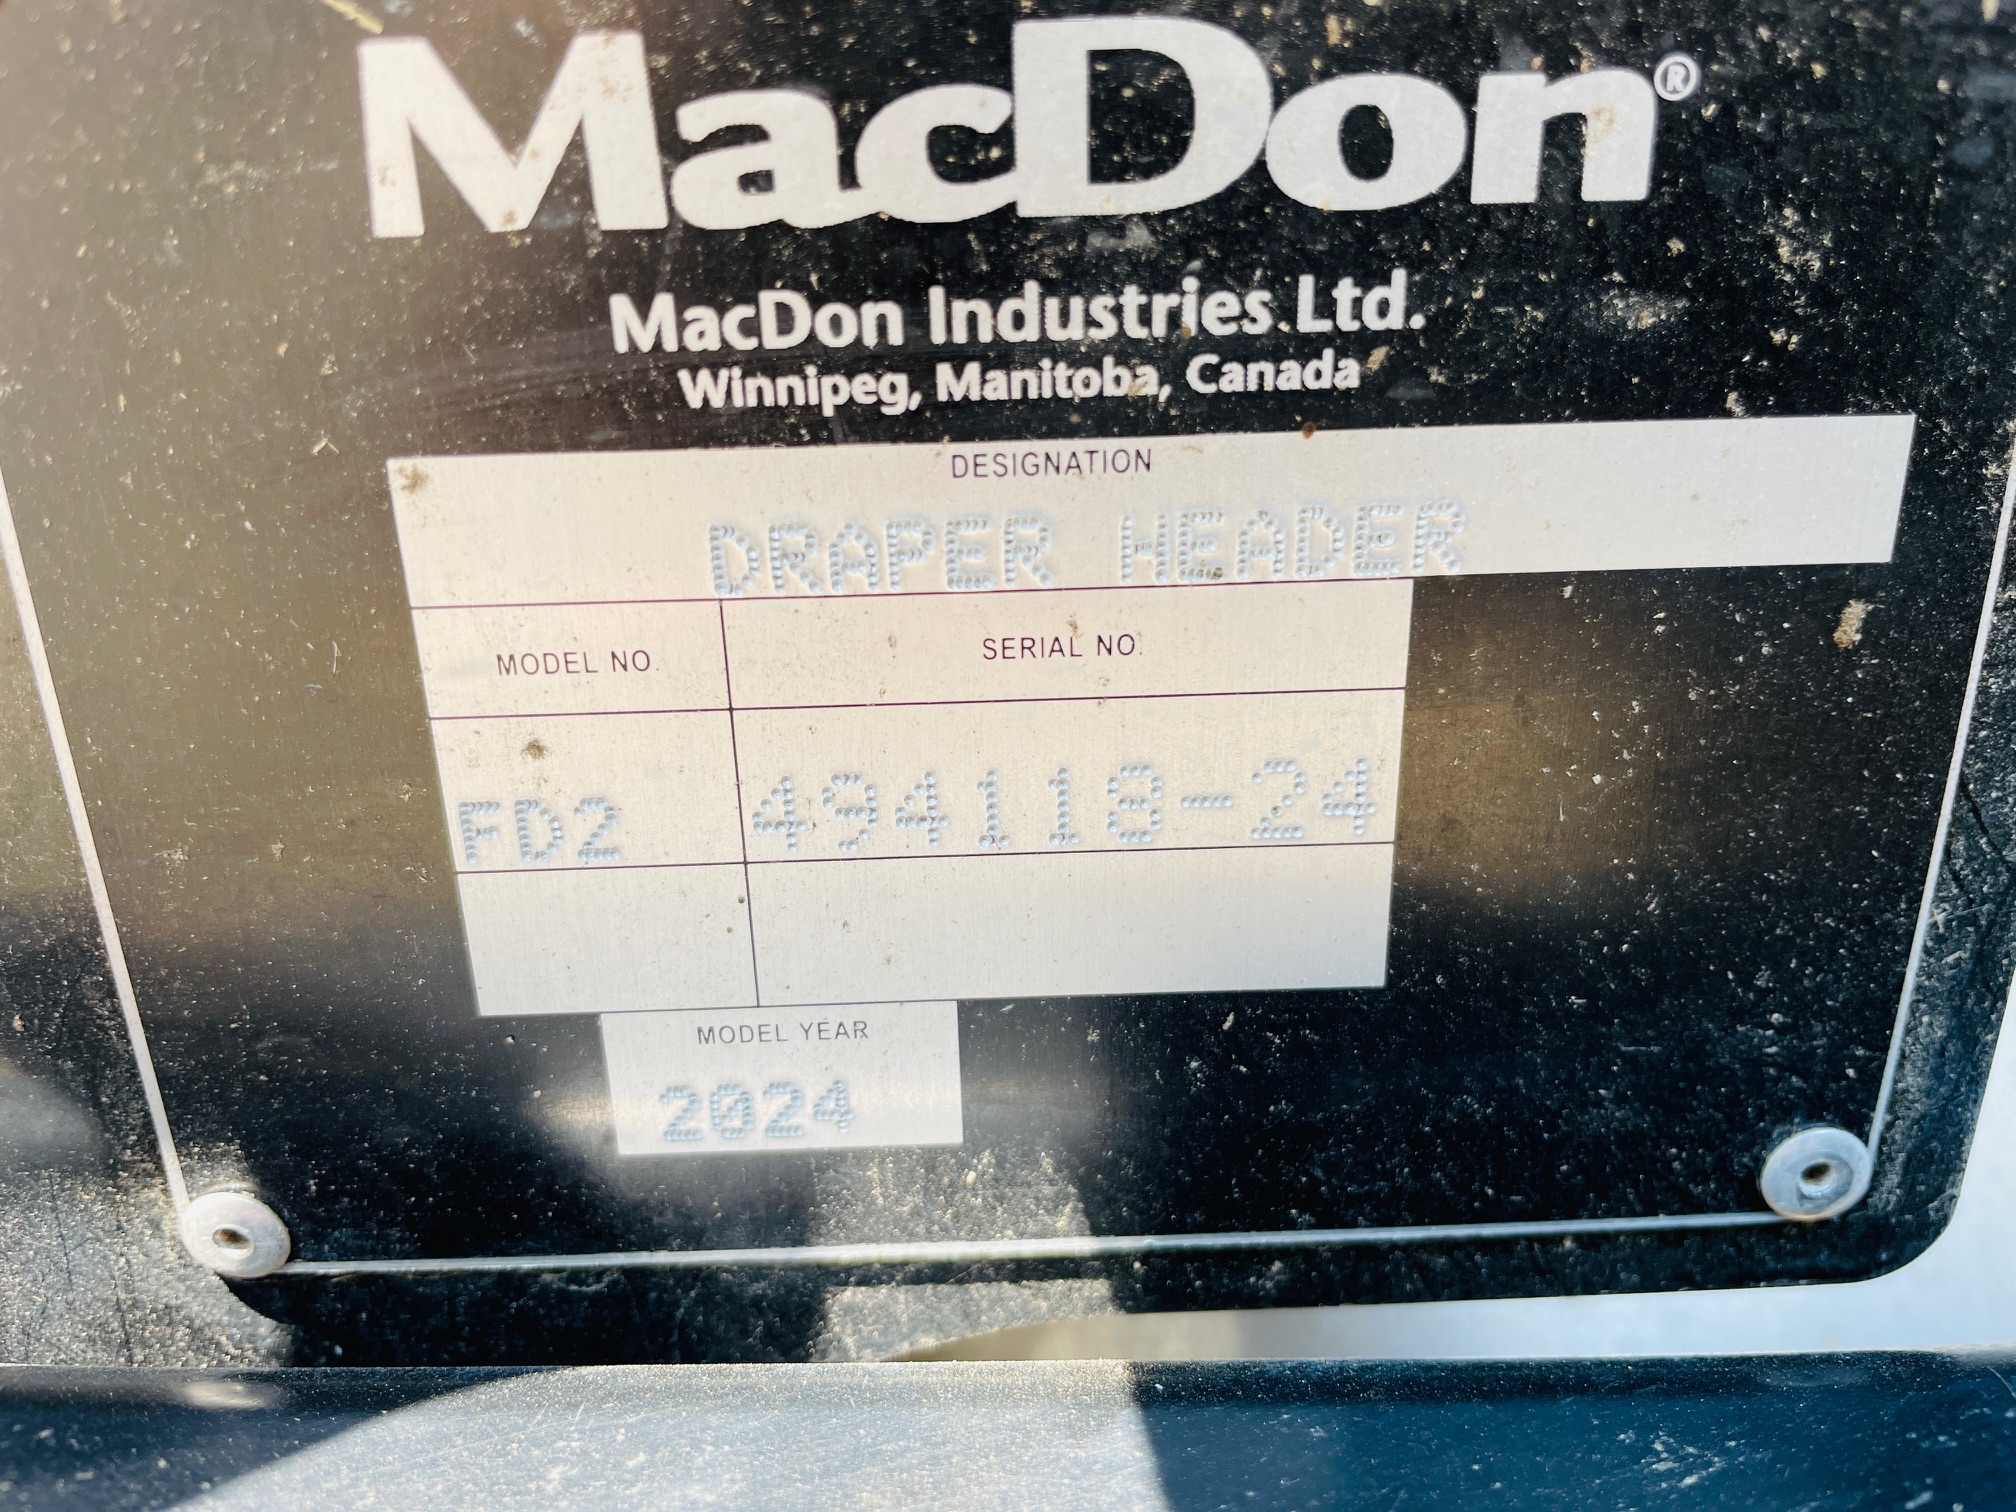 MacDon®
MacDon Industries Ltd.
Winnipeg, Manitoba, Canada
DESIGNATION
DRAPER HEADER
MODEL NO. SERIAL NO.
FD2 494118-24
MODEL YEAR
2024